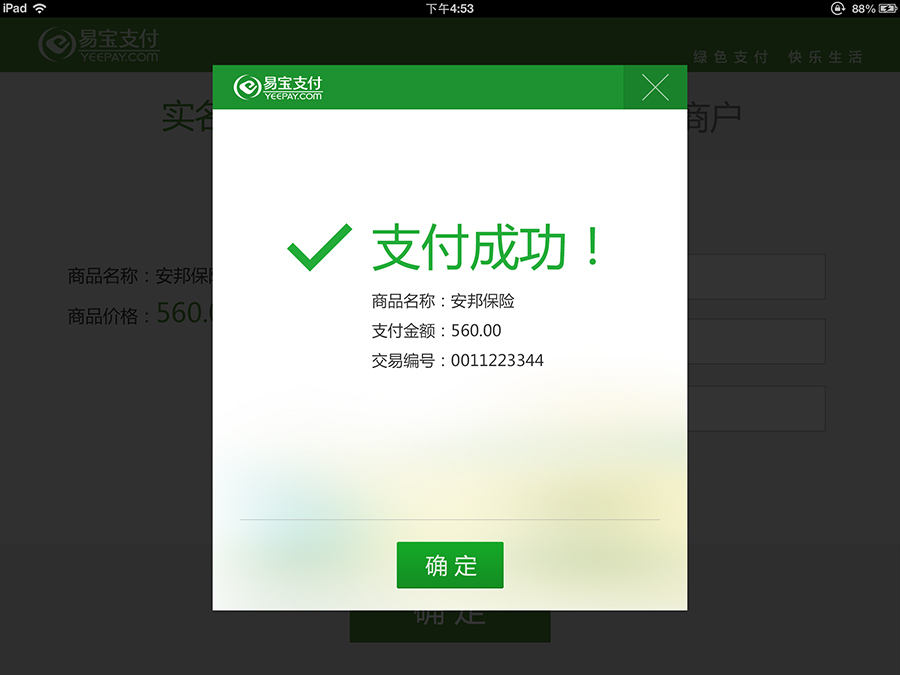 iPad 下午4:53 88%
易宝支付
YEEPAY.COM
绿色支付 快乐生活
易宝支付
YEEPAY.COM
实名
商户
支付成功！
商品名称：安邦保险
支付金额：560.00
交易编号：0011223344
商品名称：安邦保险
商品价格：560.0
确定
确定